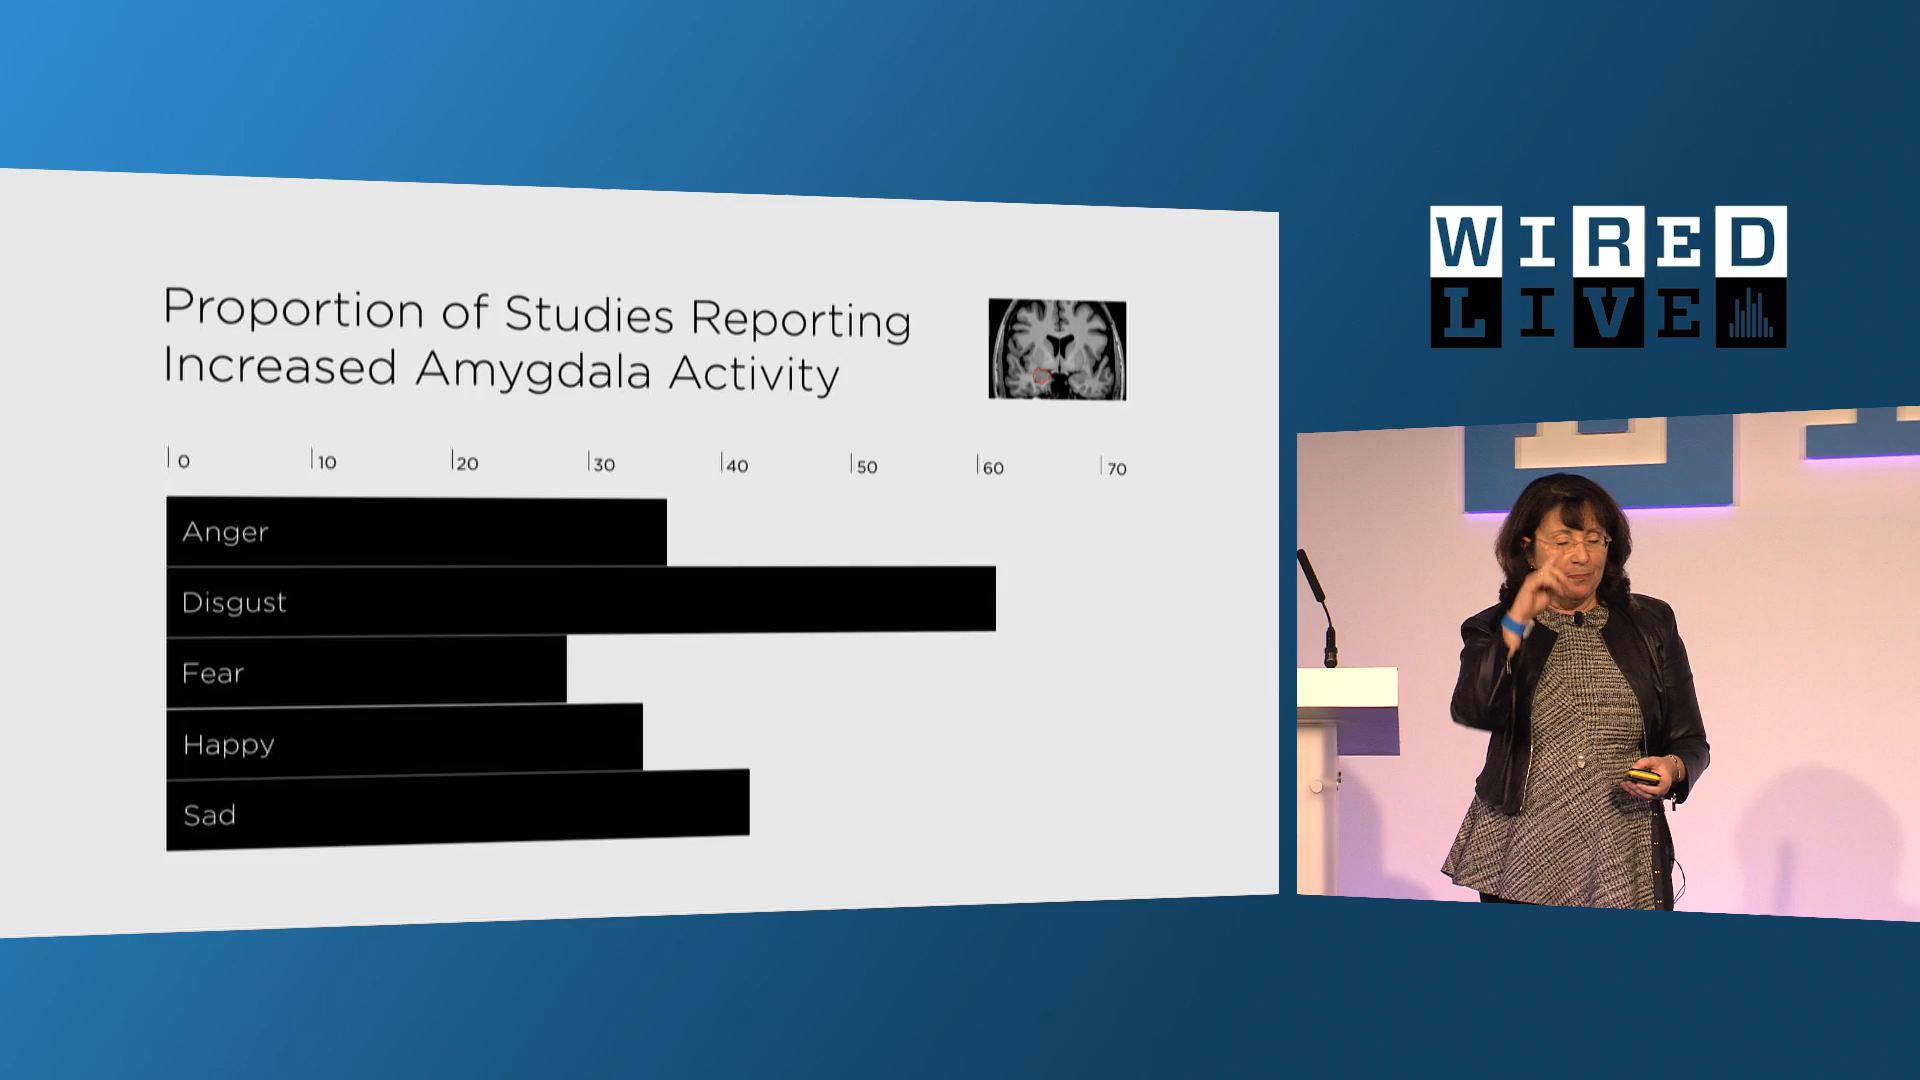 Proportion of Studies Reporting
Increased Amygdala Activity
0 10 20 30 40 50 60 70
Anger
Disgust
Fear
Happy
Sad
WIRED
LIVE